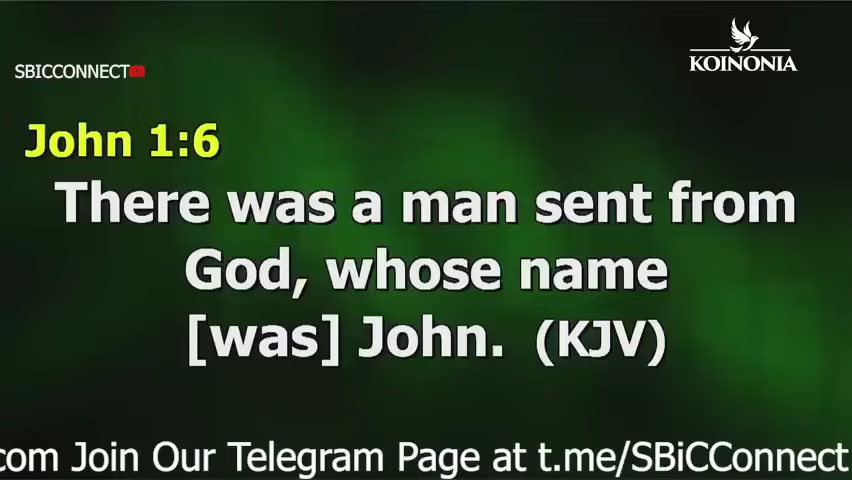 KOINONIA
SBICCONNECT
John 1:6
There was a man sent from
God, whose name
[was] John. (KJV)
com Join Our Telegram Page at t.me/SBiCConnect